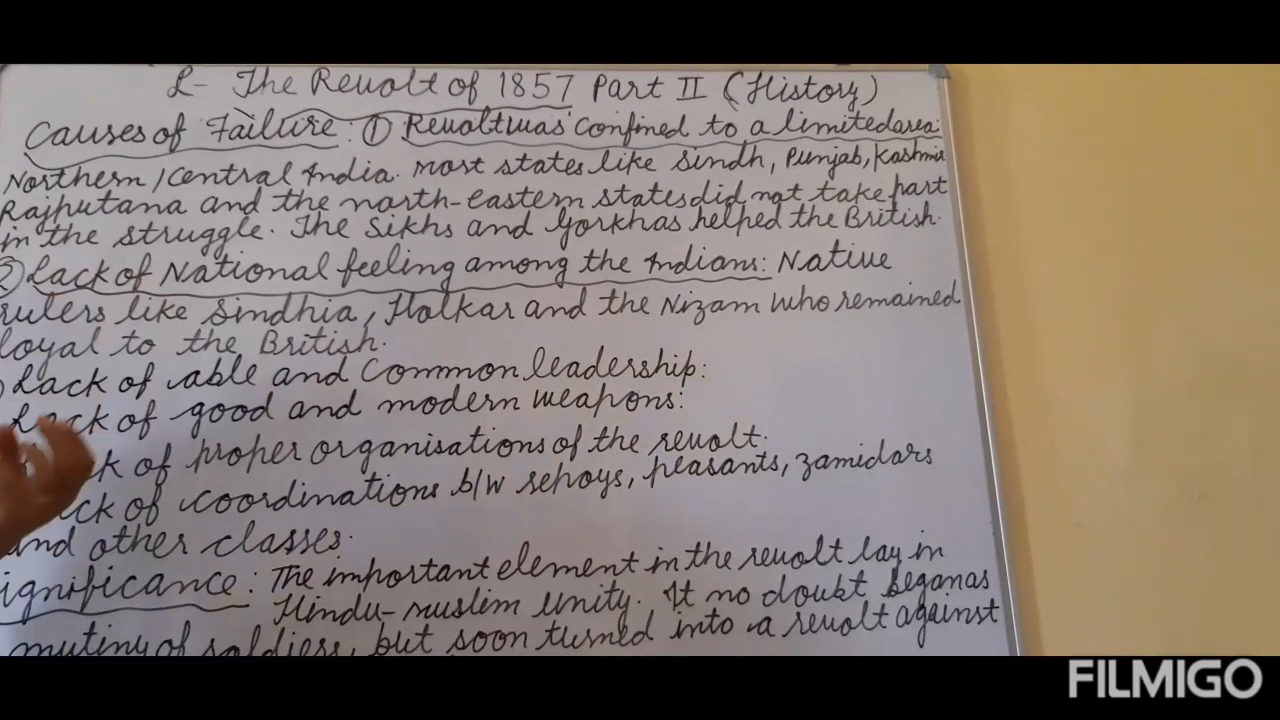 L- The Revolt of 1857 Part II (History)
Causes of Failure: ① Revolt was confined to a limited area:
Northern/Central India. Most states like Sindh, Punjab, Kashmir
Rajputana and the north-eastern states did not take part
in the struggle. The Sikhs and Gorkhas helped the British.
② Lack of National feeling among the Indians: Native
rulers like Sindhia, Holkar and the Nizam who remained
loyal to the British.
Lack of able and Common leadership:
Lack of good and modern weapons:
of proper organisations of the revolt.
of coordinations b/w sepoys, peasants, zamidars
and other classes.
ignificance: The important element in the revolt lay in
Hindu-muslim Unity. It no doubt began as
mutiny of soldiers, but soon turned into a revolt against
FILMIGO